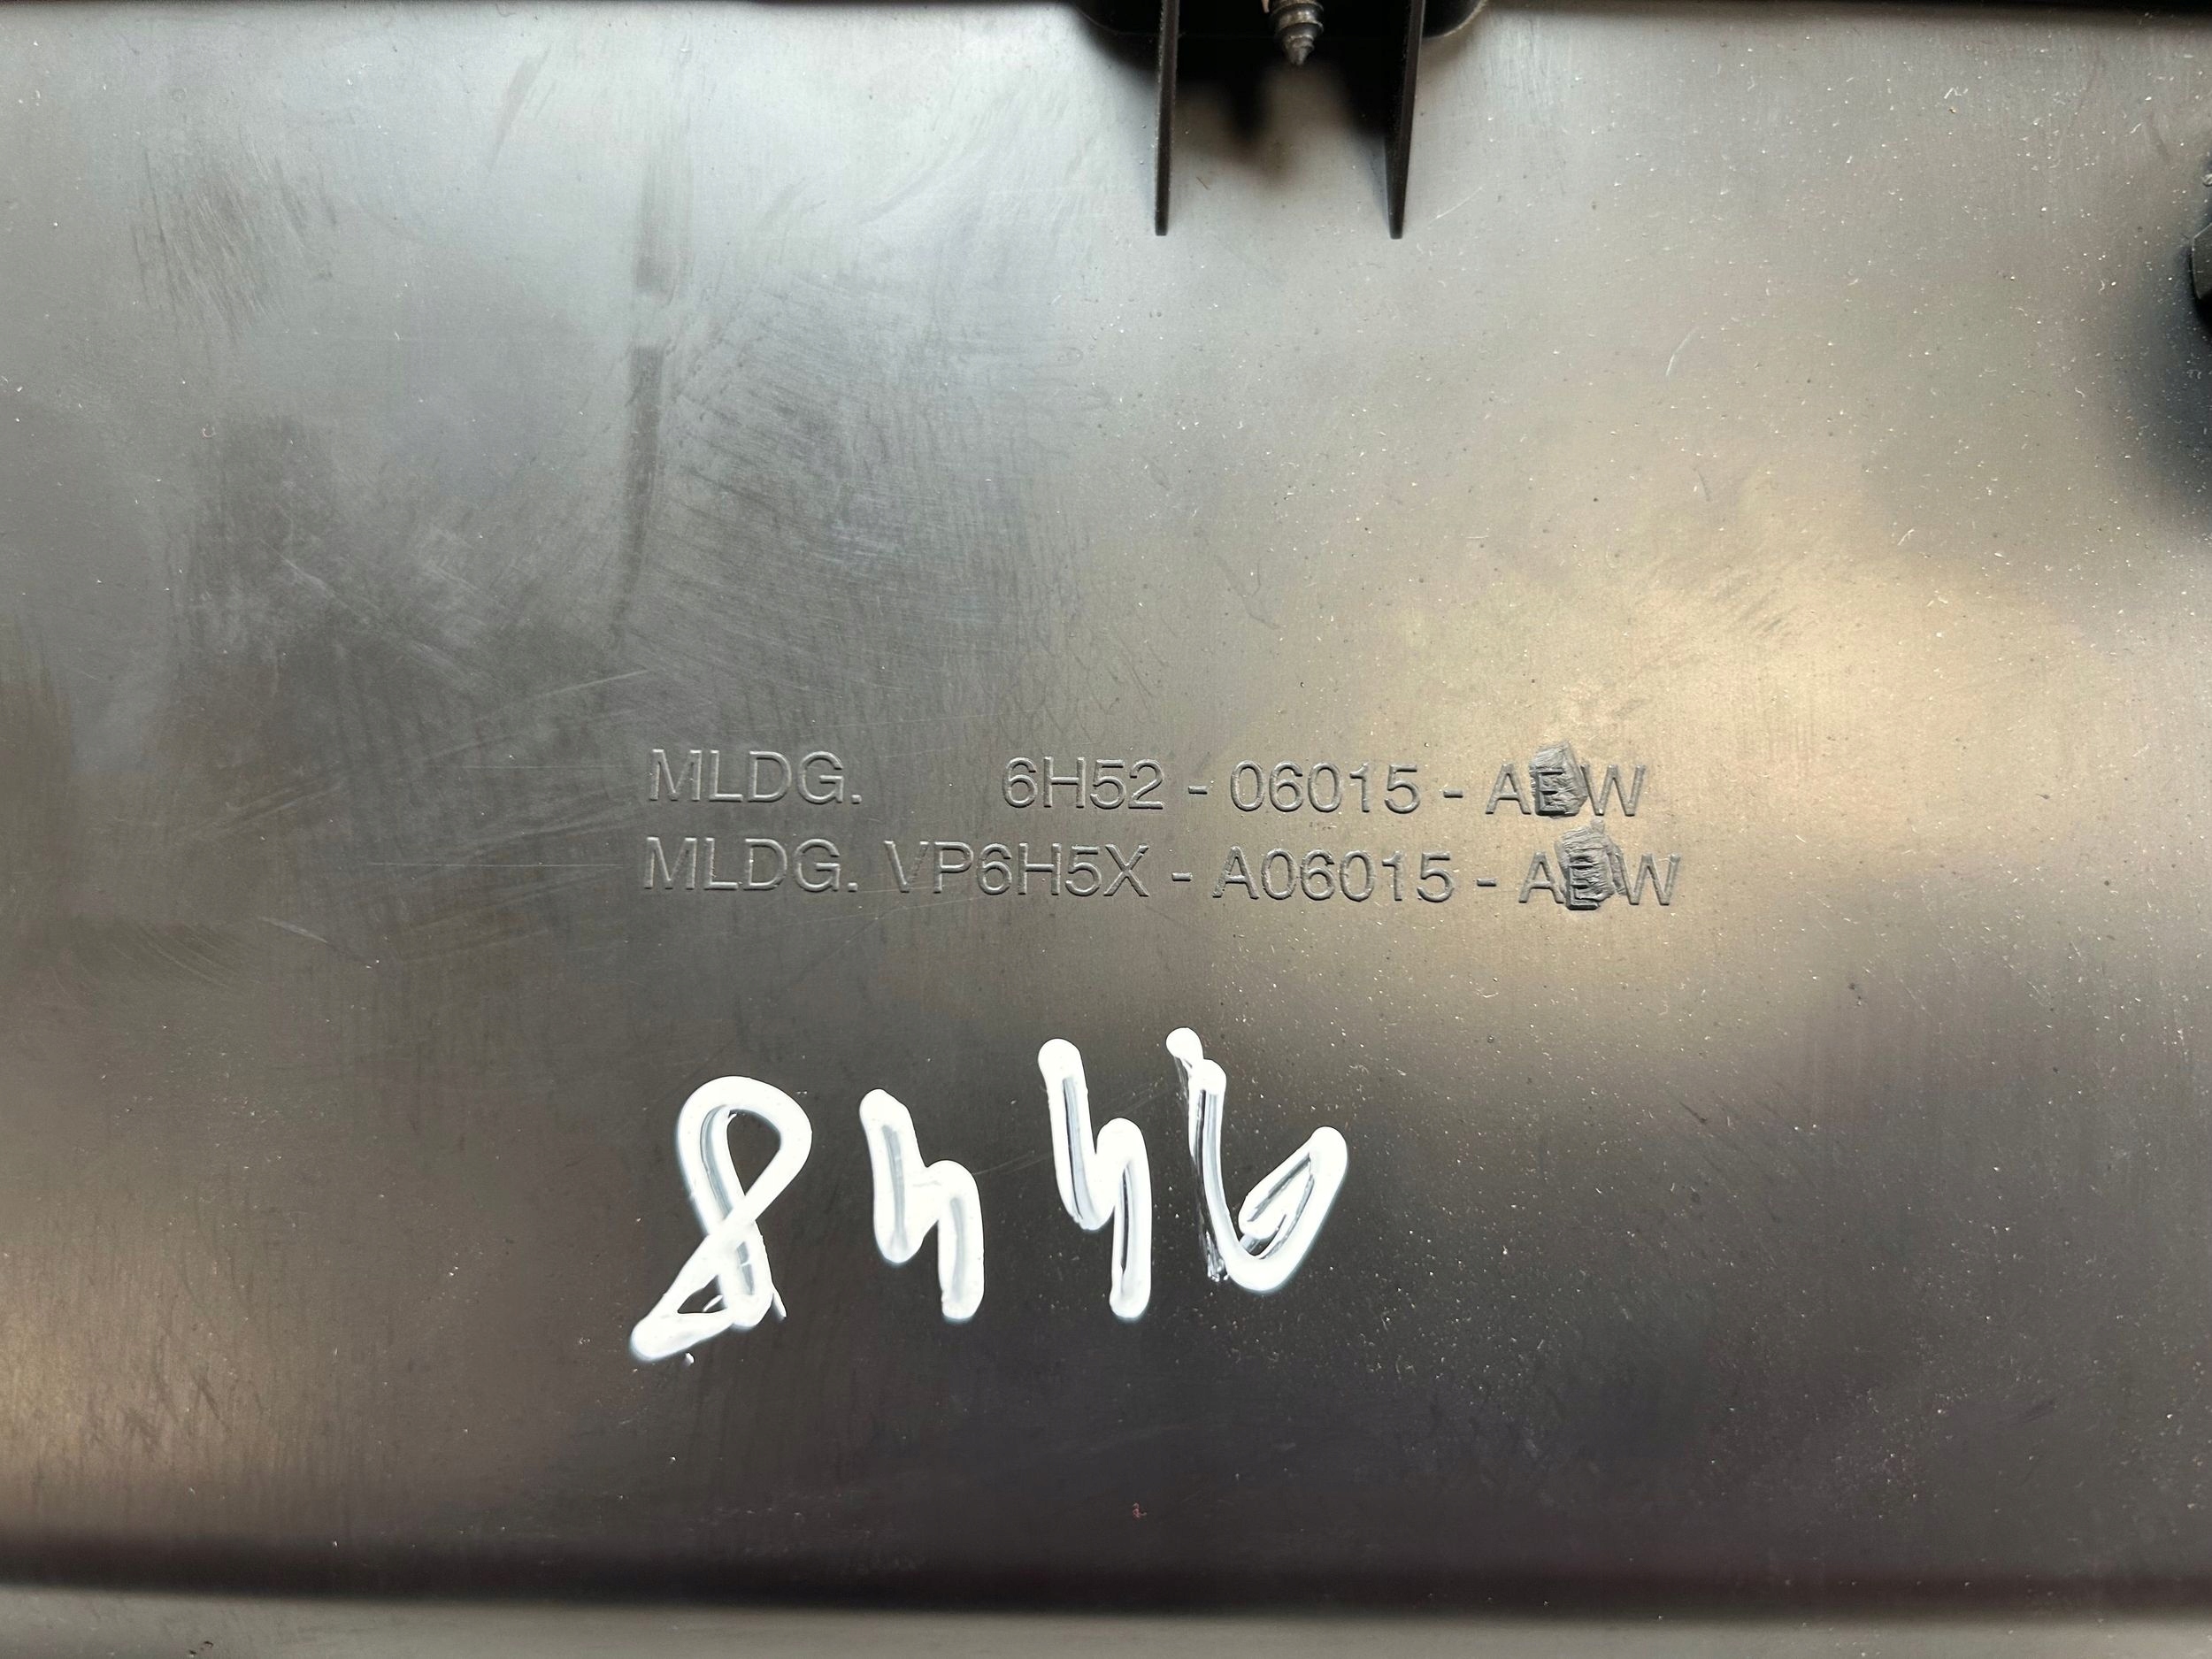 MLDG. 6H52 - 06015 - AEW
MLDG. VP6H5X - A06015 - AEW
8446